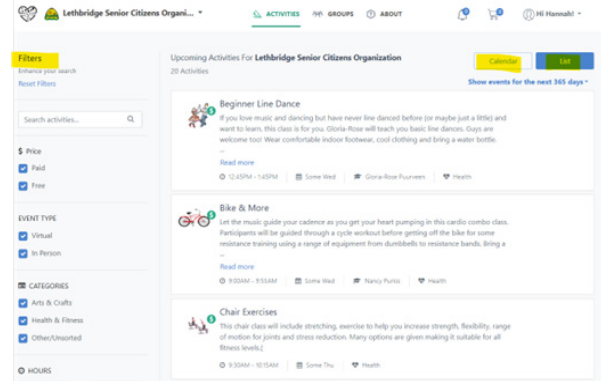 Lethbridge Senior Citizens Organi...
ACTIVITIES
GROUPS
ABOUT
Hi Hannah!
Filters
Enhance your search
Reset Filters
Search activities...
$ Price
Paid
Free
EVENT TYPE
Virtual
In Person
CATEGORIES
Arts & Crafts
Health & Fitness
Other/Unsorted
HOURS
Upcoming Activities For Lethbridge Senior Citizens Organization
20 Activities
Calendar
List
Show events for the next 365 days
Beginner Line Dance
If you love music and dancing but have never line danced before (or maybe just a little) and
want to learn, this class is for you. Gloria-Rose will teach you basic line dances. Guys are
welcome too! Wear comfortable indoor footwear, cool clothing and bring a water bottle.
...
Read more
12:45PM - 1:45PM
Some Wed
Gloria-Rose Puurveen
Health
Bike & More
Let the music guide your cadence as you get your heart pumping in this cardio combo class.
Participants will be guided through a cycle workout before getting off the bike for some
resistance training using a range of equipment from dumbbells to resistance bands. Bring a
...
Read more
9:00AM - 9:55AM
Some Wed
Nancy Purkis
Health
Chair Exercises
This chair class will include stretching, exercise to help you increase strength, flexibility, range
of motion for joints and stress reduction. Many options are given making it suitable for all
fitness levels.(
9:30AM - 10:15AM
Some Thu
Health